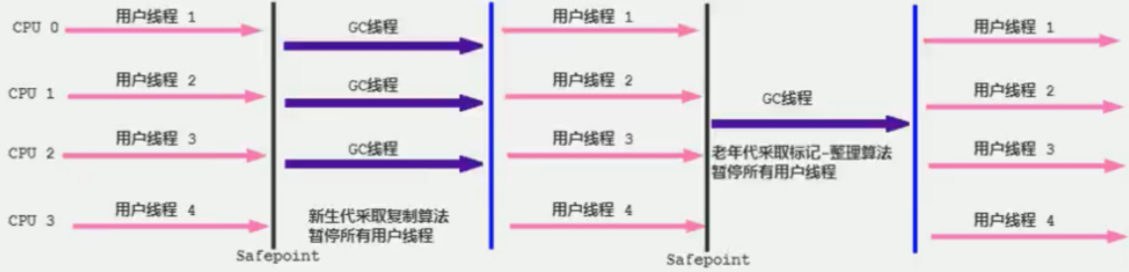 CPU 0
用户线程 1
GC线程
用户线程 1
用户线程 1
CPU 1
用户线程 2
GC线程
用户线程 2
GC线程
用户线程 2
CPU 2
用户线程 3
GC线程
用户线程 3
老年代采取标记-整理算法
暂停所有用户线程
用户线程 3
CPU 3
用户线程 4
新生代采取复制算法
暂停所有用户线程
用户线程 4
用户线程 4
Safepoint
Safepoint